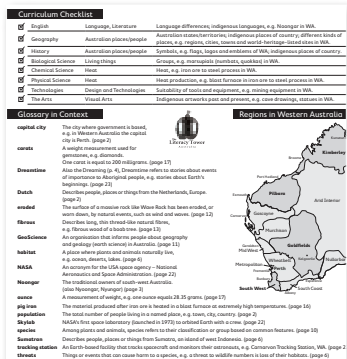 Curriculum Checklist
English Language, Literature Language differences; indigenous languages, e.g. Noongar in WA.
Geography Australian places/people Australian states/territories; indigenous places of country, different kinds of
places, e.g. regions, cities, towns and world-heritage-listed sites in WA.
History Australian places/people Symbols, e.g. flags, logos and emblems of WA, indigenous places of country.
Biological Science Living things Groups, e.g. marsupials (numbats, quokkas) in WA.
Chemical Science Heat Heat, e.g. iron ore to steel process in WA.
Physical Science Heat Heat production, e.g. blast furnace in iron ore to steel process in WA.
Technologies Design and Technologies Suitability of tools and equipment, e.g. mining equipment in WA.
The Arts Visual Arts Indigenous artworks past and present, e.g. cave drawings, statues in WA.
Glossary in Context
capital city The city where government is based,
e.g. in Western Australia the capital
city is Perth. (page 2)
carats A weight measurement used for
gemstones, e.g. diamonds.
One carat is equal to 200 milligrams. (page 17)
Dreamtime Also the Dreaming (p. 4), Dreamtime refers to stories about events
of importance to Aboriginal people, e.g. stories about Earth's
beginnings. (page 23)
Dutch Describes people, places or things from the Netherlands, Europe.
(page 2)
eroded The surface of a massive rock like Wave Rock has been eroded, or
worn down, by natural events, such as wind and waves. (page 12)
fibrous Describes long, thin thread-like natural fibres,
e.g. fibrous wood of a boab tree. (page 13)
GeoScience An organisation that informs people about geography
and geology (earth science) in Australia. (page 11)
habitat A place where plants and animals naturally live,
e.g. ocean, deserts, lakes. (page 6)
NASA An acronym for the USA space agency – National
Aeronautics and Space Administration. (page 22)
Noongar The traditional owners of south-west Australia.
(also Nyoongar, Nyungar) (page 3)
ounce A measurement of weight, e.g. one ounce equals 28.35 grams. (page 17)
pig iron The material produced after iron ore is heated in a blast furnace at extremely high temperatures. (page 16)
population The total number of people living in a named place, e.g. town, city, country. (page 2)
Skylab NASA's first space laboratory (launched in 1973) to orbited Earth with a crew. (page 22)
species Among plants and animals, species refers to their classification or group based on common features. (page 10)
Sumatran Describes people, places or things from Sumatra, an island of west Indonesia. (page 6)
tracking station An Earth-based facility that tracks spacecraft and monitors their astronauts, e.g. Carnarvon Tracking Station, WA. (page 2
threats Things or events that can cause harm to a species, e.g. a threat to wildlife numbers is loss of their habitats. (page 6)
Literacy Tower
Regions in Western Australia
Kimberley
Pilbara
Arid Interior
Gascoyne
Murchison
Goldfields
Mid West
Wheatbelt
Nullarbor
Metropolitan
Perth
South West
South Coast